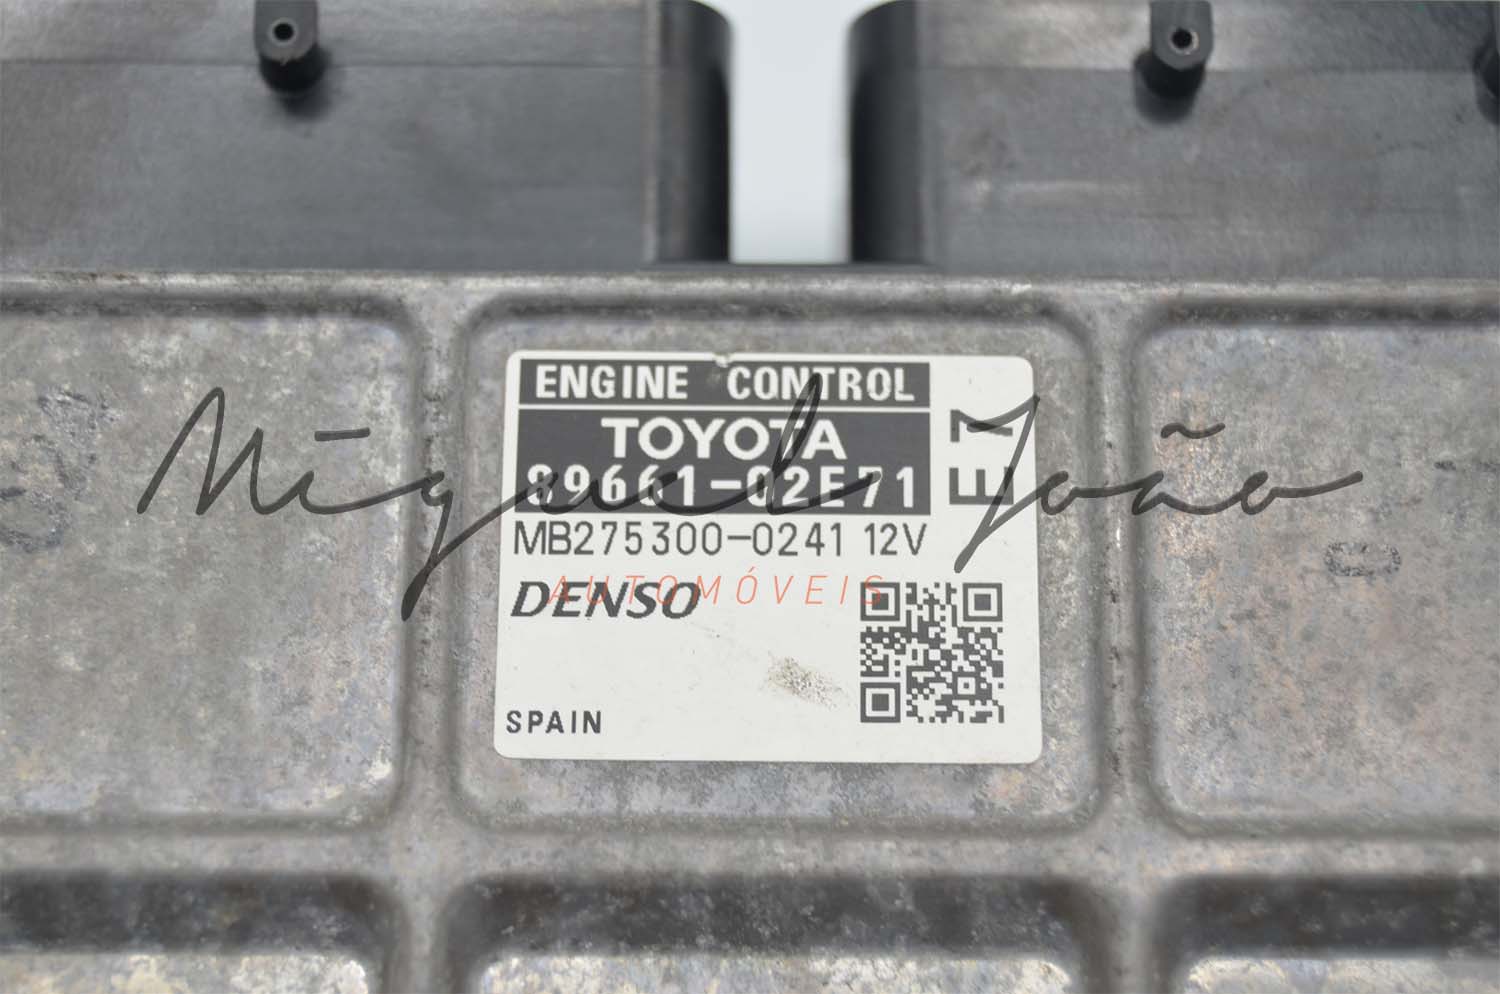 ENGINE CONTROL
TOYOTA
89661-02E71
E7
MB275300-0241 12V
DENSO
SPAIN
Miguel João
AUTOMÓVEIS